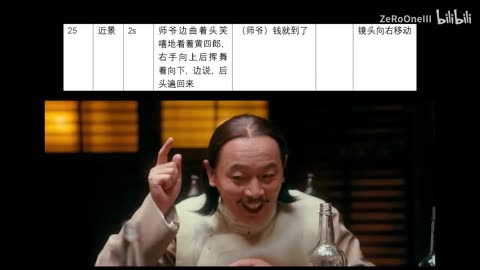 ZeRoOneIII bilibili
25 近景 2s 师爷边曲着头笑 （师爷）钱就到了 镜头向右移动
嘻地看着黄四郎，
右手向上后挥舞
着向下，边说，后
头遍回来